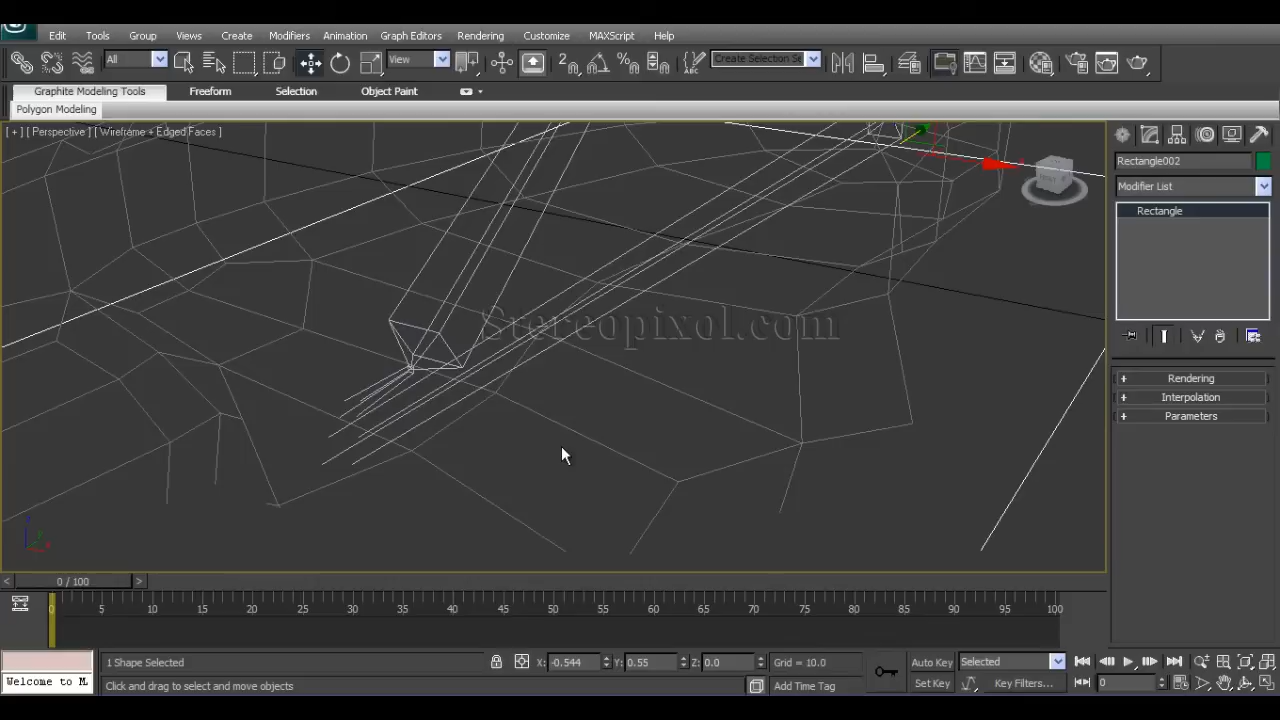 Edit Tools Group Views Create Modifiers Animation Graph Editors Rendering Customize MAXScript Help
All View Create Selection Se
Graphite Modeling Tools Freeform Selection Object Paint
Polygon Modeling
[ + ] [ Perspective ] [ Wireframe + Edged Faces ]
Rectangle002
Modifier List
Rectangle
Stereopixol.com
+ Rendering
+ Interpolation
+ Parameters
< 0 / 100 >
0 5 10 15 20 25 30 35 40 45 50 55 60 65 70 75 80 85 90 95 100
1 Shape Selected X: -0.544 Y: 0.55 Z: 0.0 Grid = 10.0 Auto Key Selected
Welcome to M Click and drag to select and move objects Add Time Tag Set Key Key Filters... 0